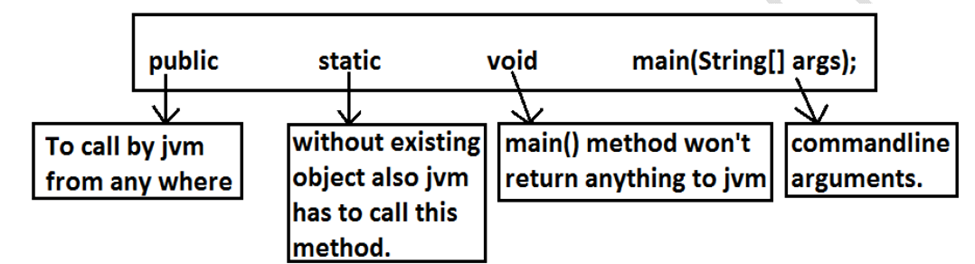 public static void main(String[] args);
To call by jvm
from any where
without existing
object also jvm
has to call this
method.
main() method won't
return anything to jvm
commandline
arguments.